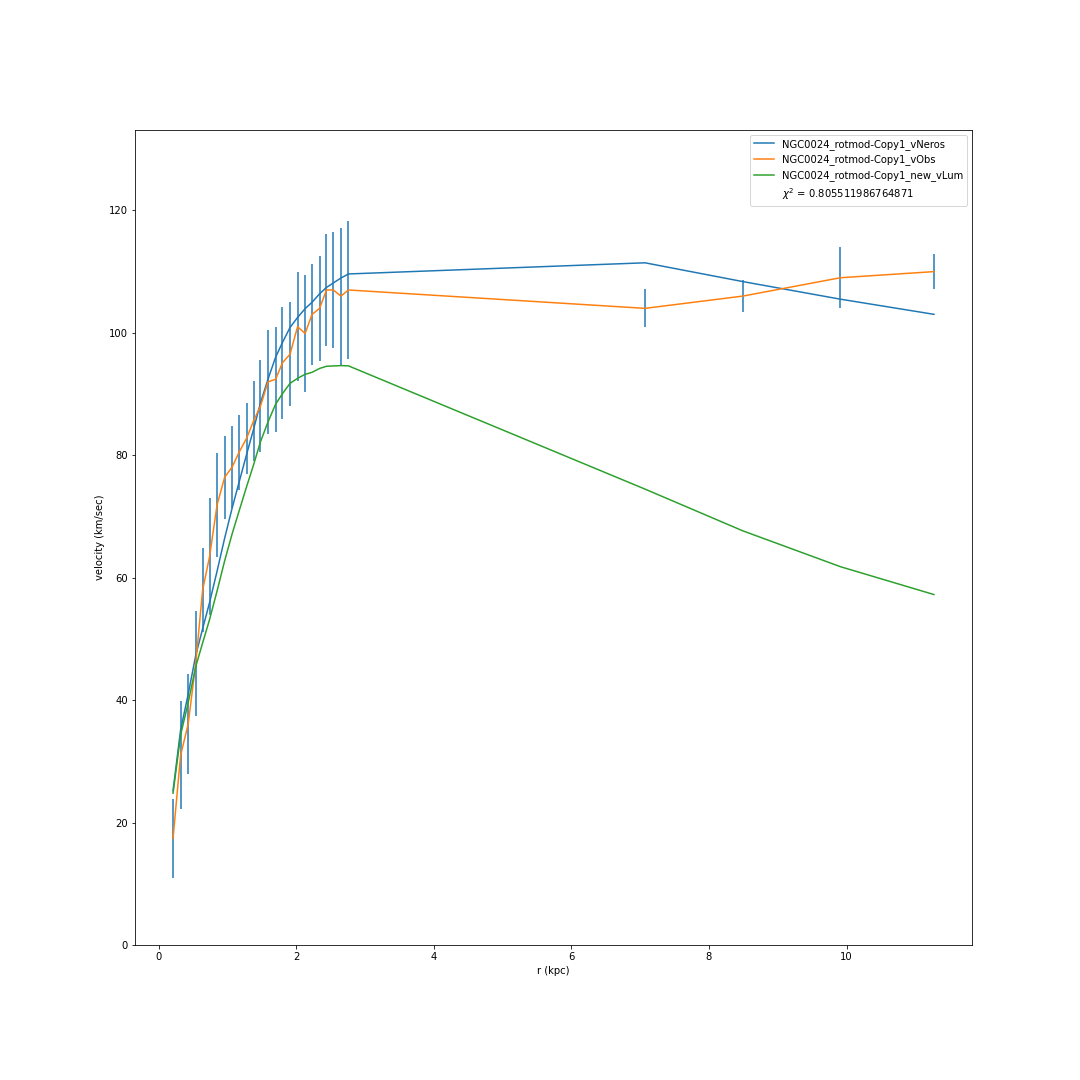 NGC0024_rotmod-Copy1_vNeros
NGC0024_rotmod-Copy1_vObs
NGC0024_rotmod-Copy1_new_vLum
χ² = 0.805511986764871
120
100
80
60
40
20
0
velocity (km/sec)
0 2 4 6 8 10
r (kpc)